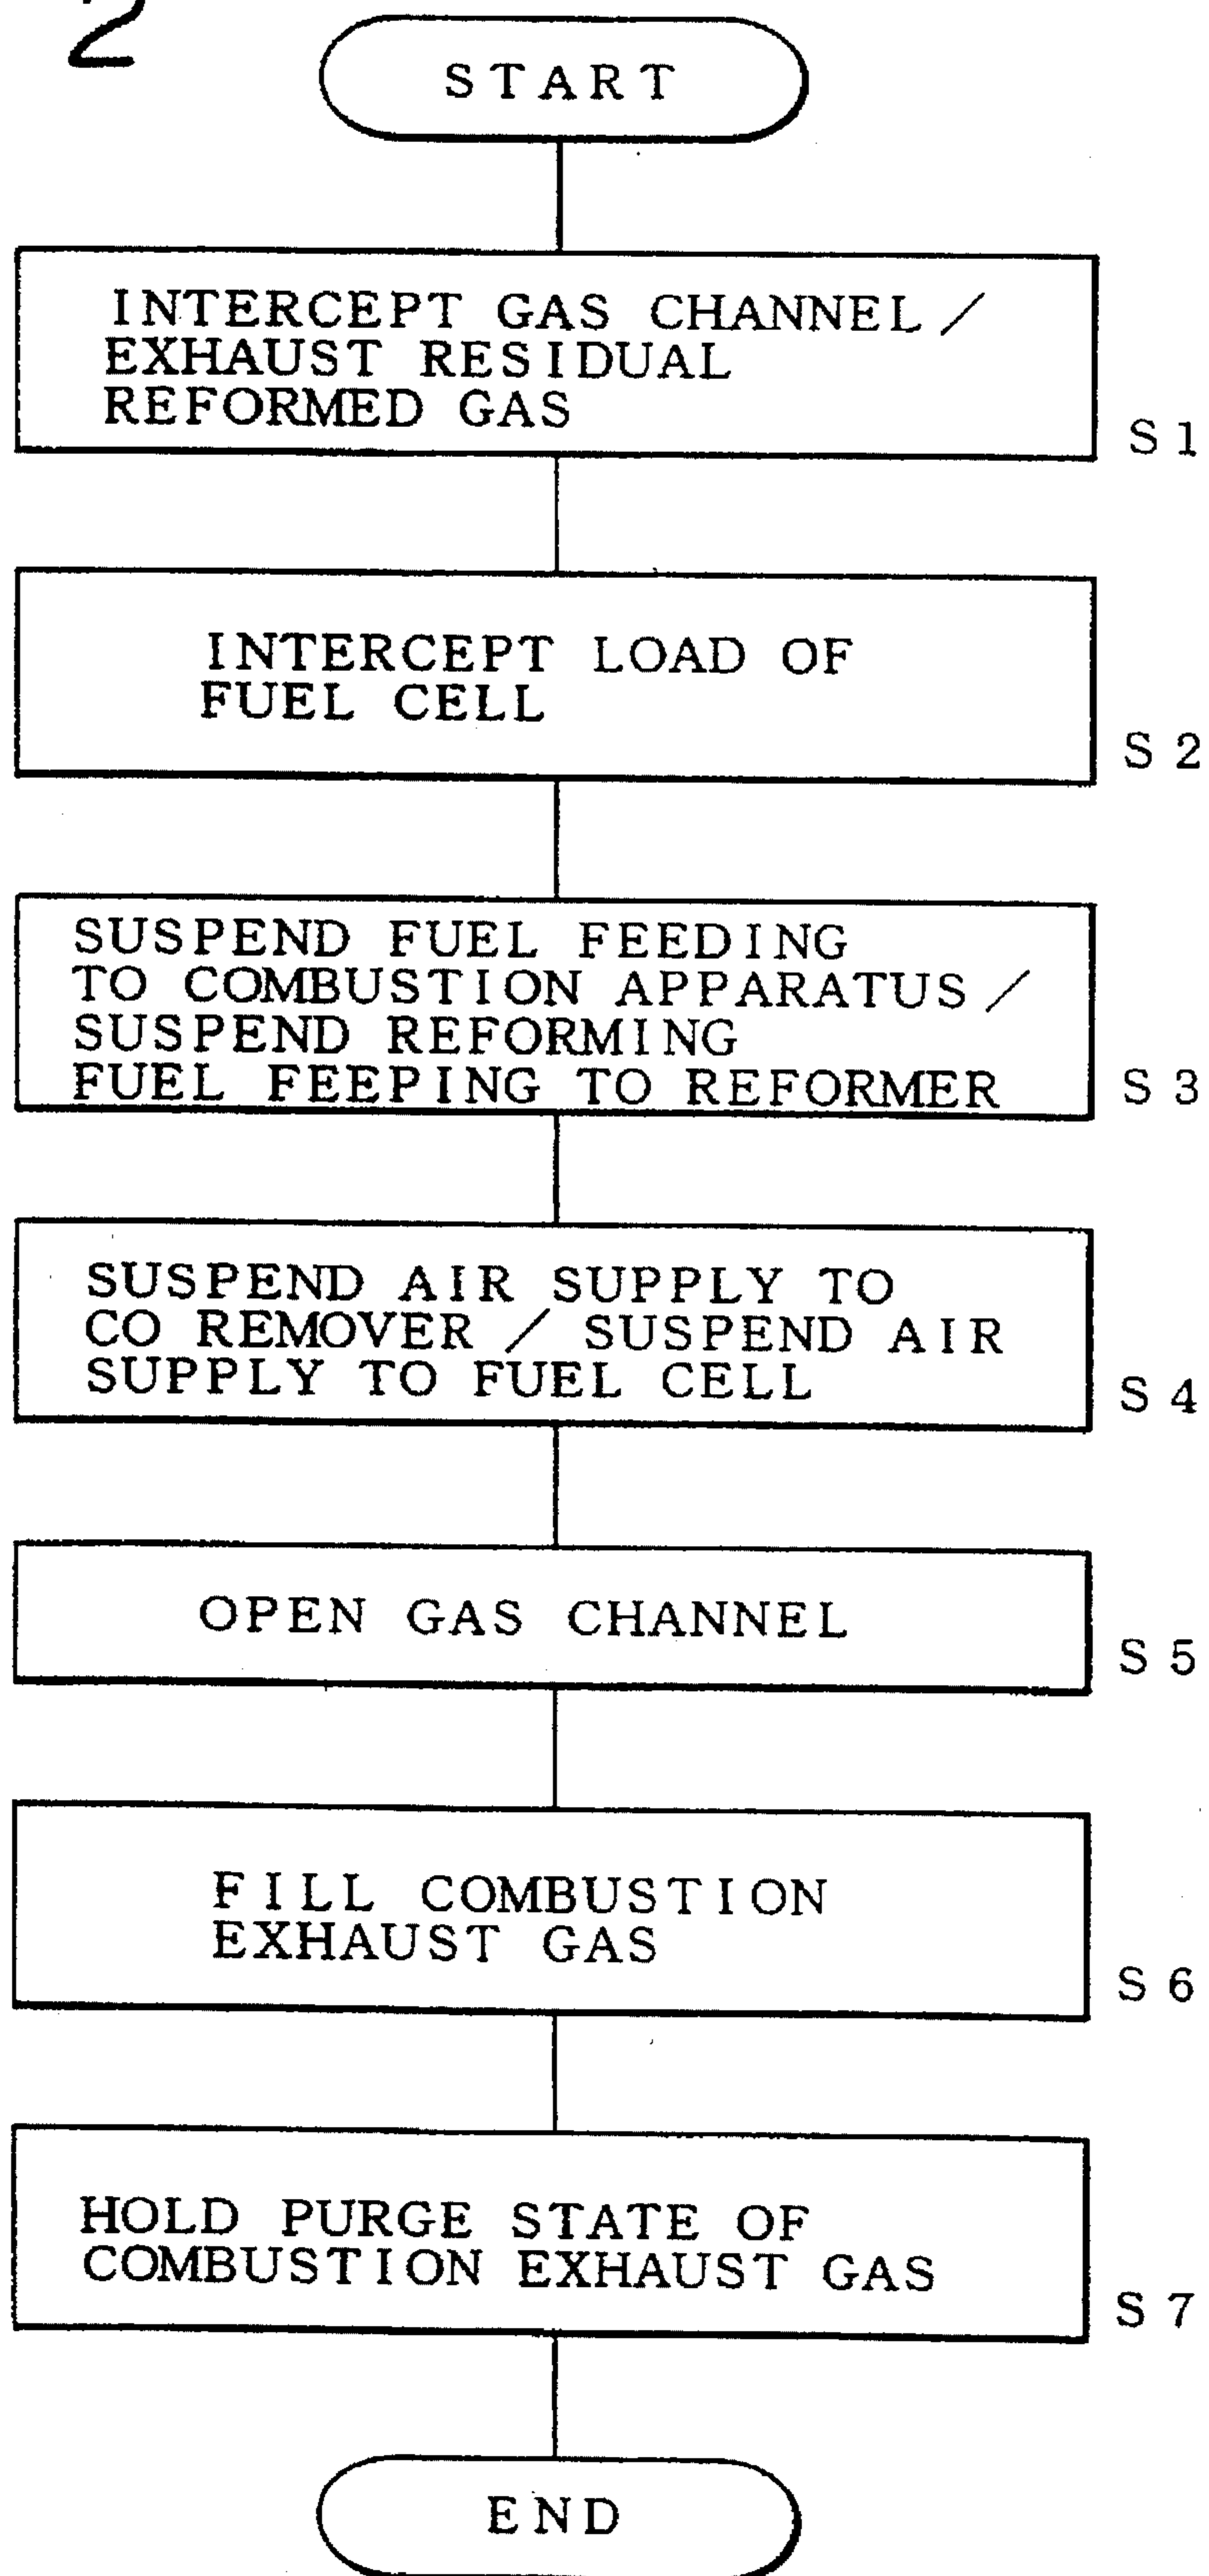 2
START
INTERCEPT GAS CHANNEL /
EXHAUST RESIDUAL
REFORMED GAS
S1
INTERCEPT LOAD OF
FUEL CELL
S2
SUSPEND FUEL FEEDING
TO COMBUSTION APPARATUS /
SUSPEND REFORMING
FUEL FEEPING TO REFORMER
S3
SUSPEND AIR SUPPLY TO
CO REMOVER / SUSPEND AIR
SUPPLY TO FUEL CELL
S4
OPEN GAS CHANNEL
S5
FILL COMBUSTION
EXHAUST GAS
S6
HOLD PURGE STATE OF
COMBUSTION EXHAUST GAS
S7
END